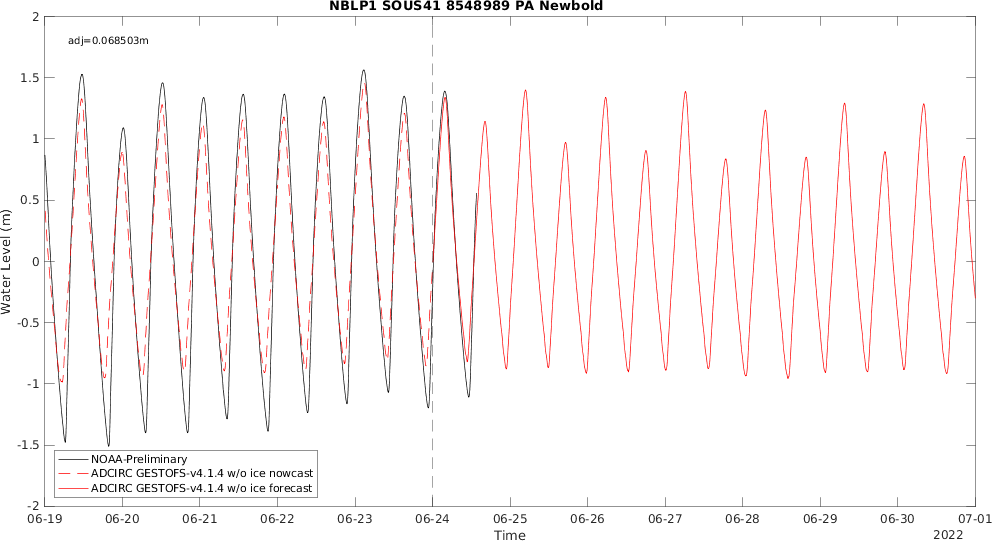 NBLP1 SOUS41 8548989 PA Newbold
adj=0.068503m
2
1.5
1
0.5
0
-0.5
-1
-1.5
-2
Water Level (m)
NOAA-Preliminary
ADCIRC GESTOFS-v4.1.4 w/o ice nowcast
ADCIRC GESTOFS-v4.1.4 w/o ice forecast
06-19 06-20 06-21 06-22 06-23 06-24 06-25 06-26 06-27 06-28 06-29 06-30 07-01
Time
2022